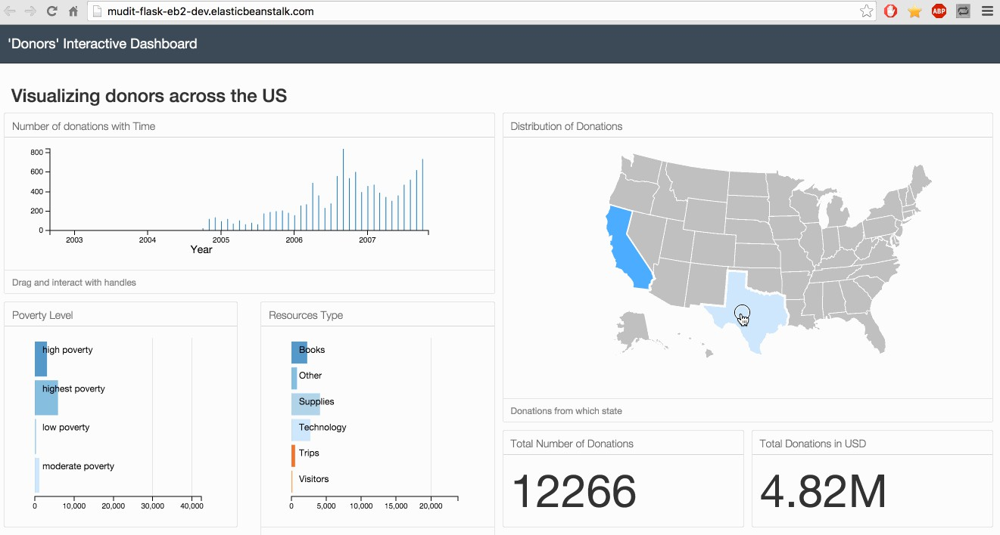 mudit-flask-eb2-dev.elasticbeanstalk.com
ABP
'Donors' Interactive Dashboard
Visualizing donors across the US
Number of donations with Time
800
600
400
200
0
2003 2004 2005 2006 2007
Year
Drag and interact with handles
Distribution of Donations
Donations from which state
Poverty Level
high poverty
highest poverty
low poverty
moderate poverty
0 10,000 20,000 30,000 40,000
Resources Type
Books
Other
Supplies
Technology
Trips
Visitors
0 5,000 10,000 15,000 20,000
Total Number of Donations
12266
Total Donations in USD
4.82M